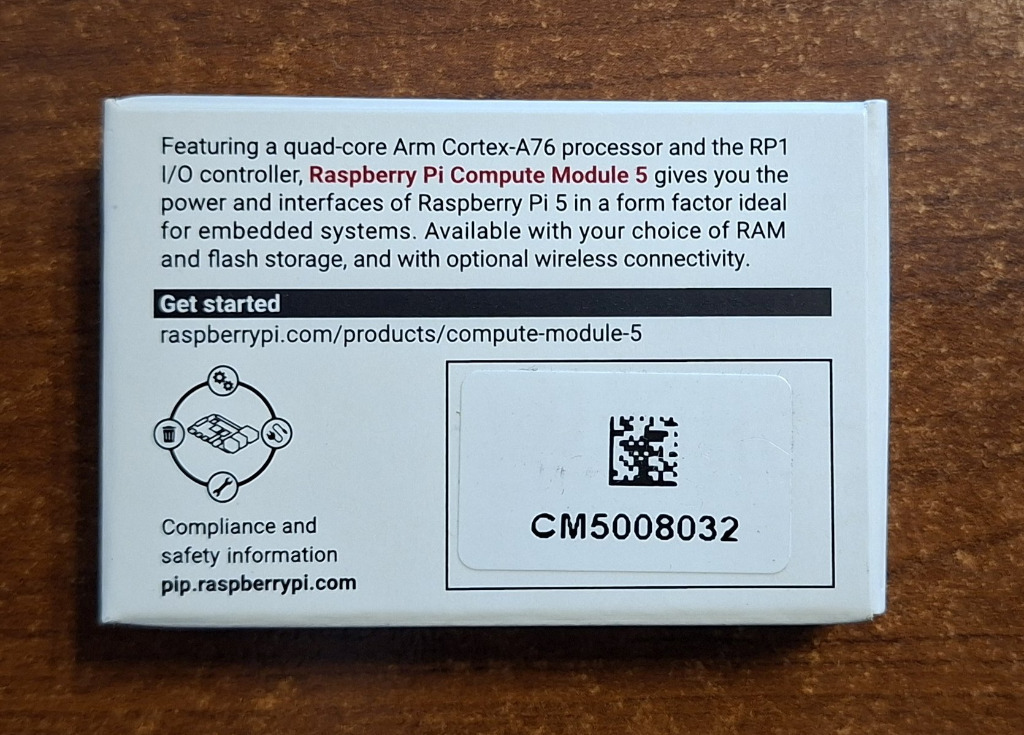 Featuring a quad-core Arm Cortex-A76 processor and the RP1
I/O controller, Raspberry Pi Compute Module 5 gives you the
power and interfaces of Raspberry Pi 5 in a form factor ideal
for embedded systems. Available with your choice of RAM
and flash storage, and with optional wireless connectivity.
Get started
raspberrypi.com/products/compute-module-5
Compliance and
safety information
pip.raspberrypi.com
CM5008032